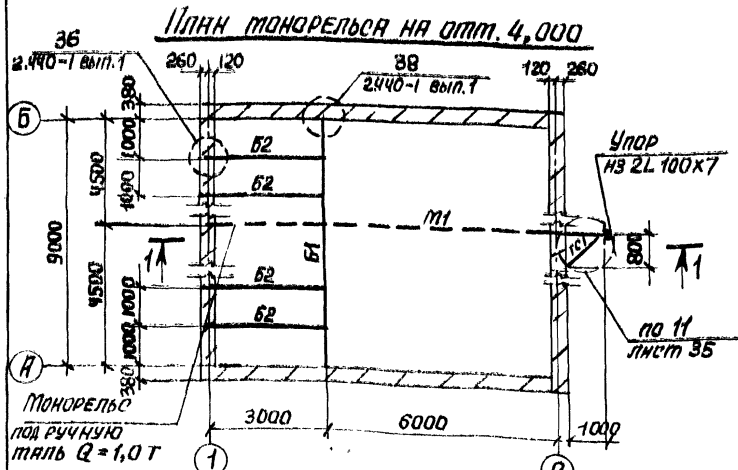 План монорельса на отм. 4,000
36
2.440-1 вып.1
38
2.440-1 вып.1
260 120
120 260
380
Б
1000
Б2
Упор
из 2L 100×7
4500
1000
Б2
М1
9000
Б1
1
1С1
800
1
4500
1000
Б2
1000
Б2
по 11
лист 35
А
380
Монорельс
под ручную
таль Q=1,0 т
3000
6000
1000
1